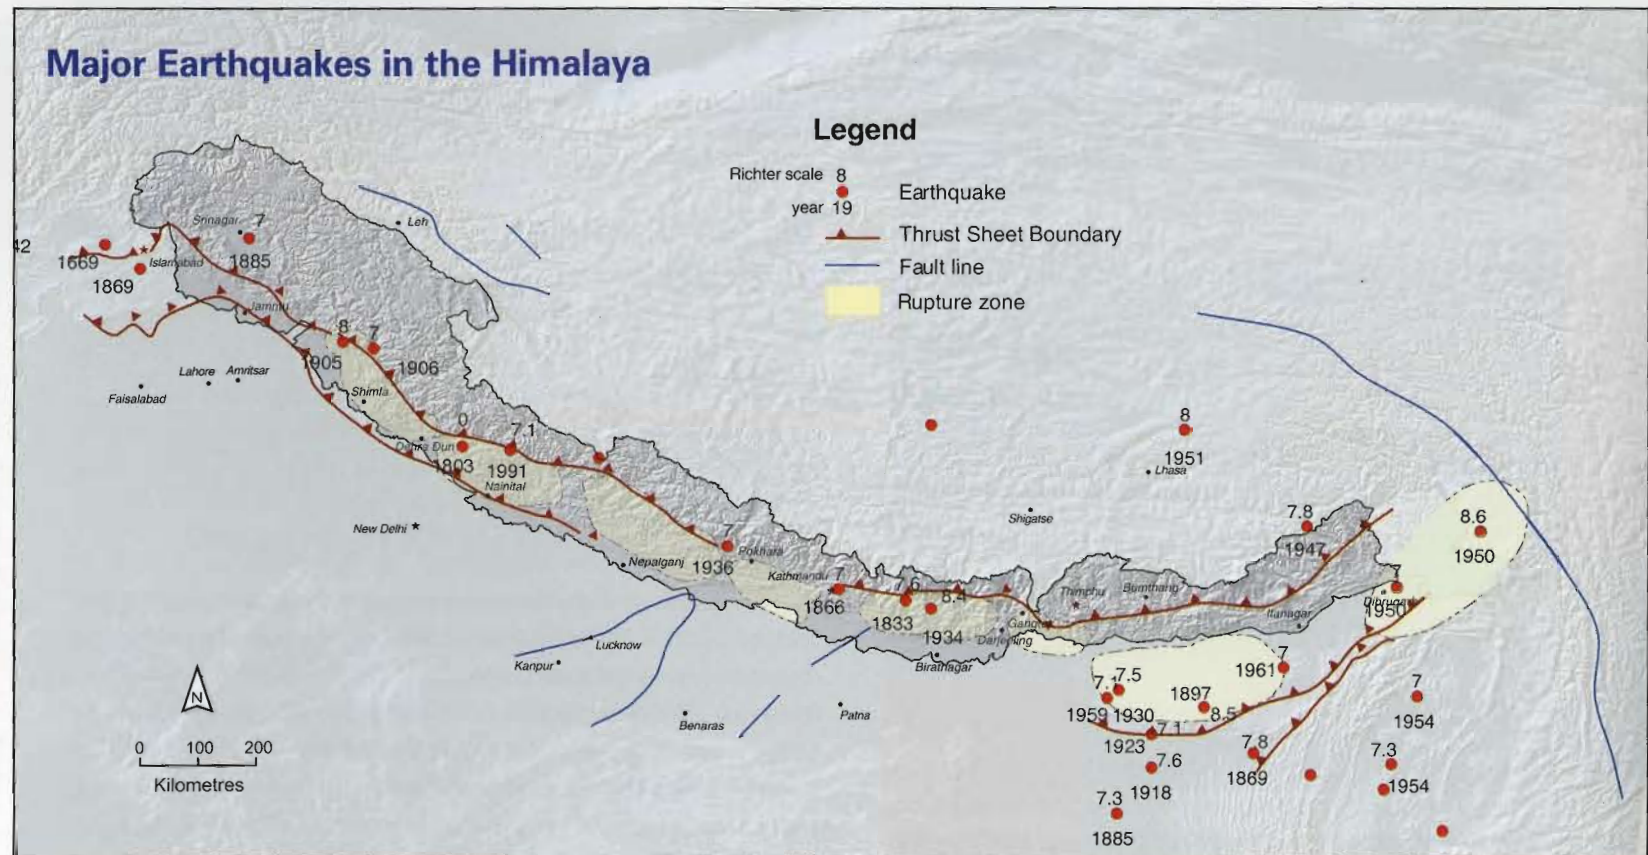 Major Earthquakes in the Himalaya
Legend
Richter scale 8
year 19
Earthquake
Thrust Sheet Boundary
Fault line
Rupture zone
42
1669
1869
Islamabad
Srinagar
7
1885
Leh
Jammu
Faisalabad
Lahore
Amritsar
8
7
1905
1906
Shimla
Dehra Dun
0
1803
7.1
1991
Nainital
New Delhi
Nepalganj
7
1936
Pokhara
Kathmandu
7
1866
7.6
1833
8.4
1934
Gangtok
Darjeeling
Biratnagar
Lucknow
Kanpur
Benaras
Patna
Shigatse
Lhasa
8
1951
Thimphu
Bumthang
Itanagar
7.8
1947
8.6
1950
Dibrugarh
1950
7
1961
7.1
7.5
1959
1930
1897
8.5
7.1
1923
7.6
1918
7.3
1885
7.8
1869
7
1954
7.3
1954
N
0 100 200
Kilometres